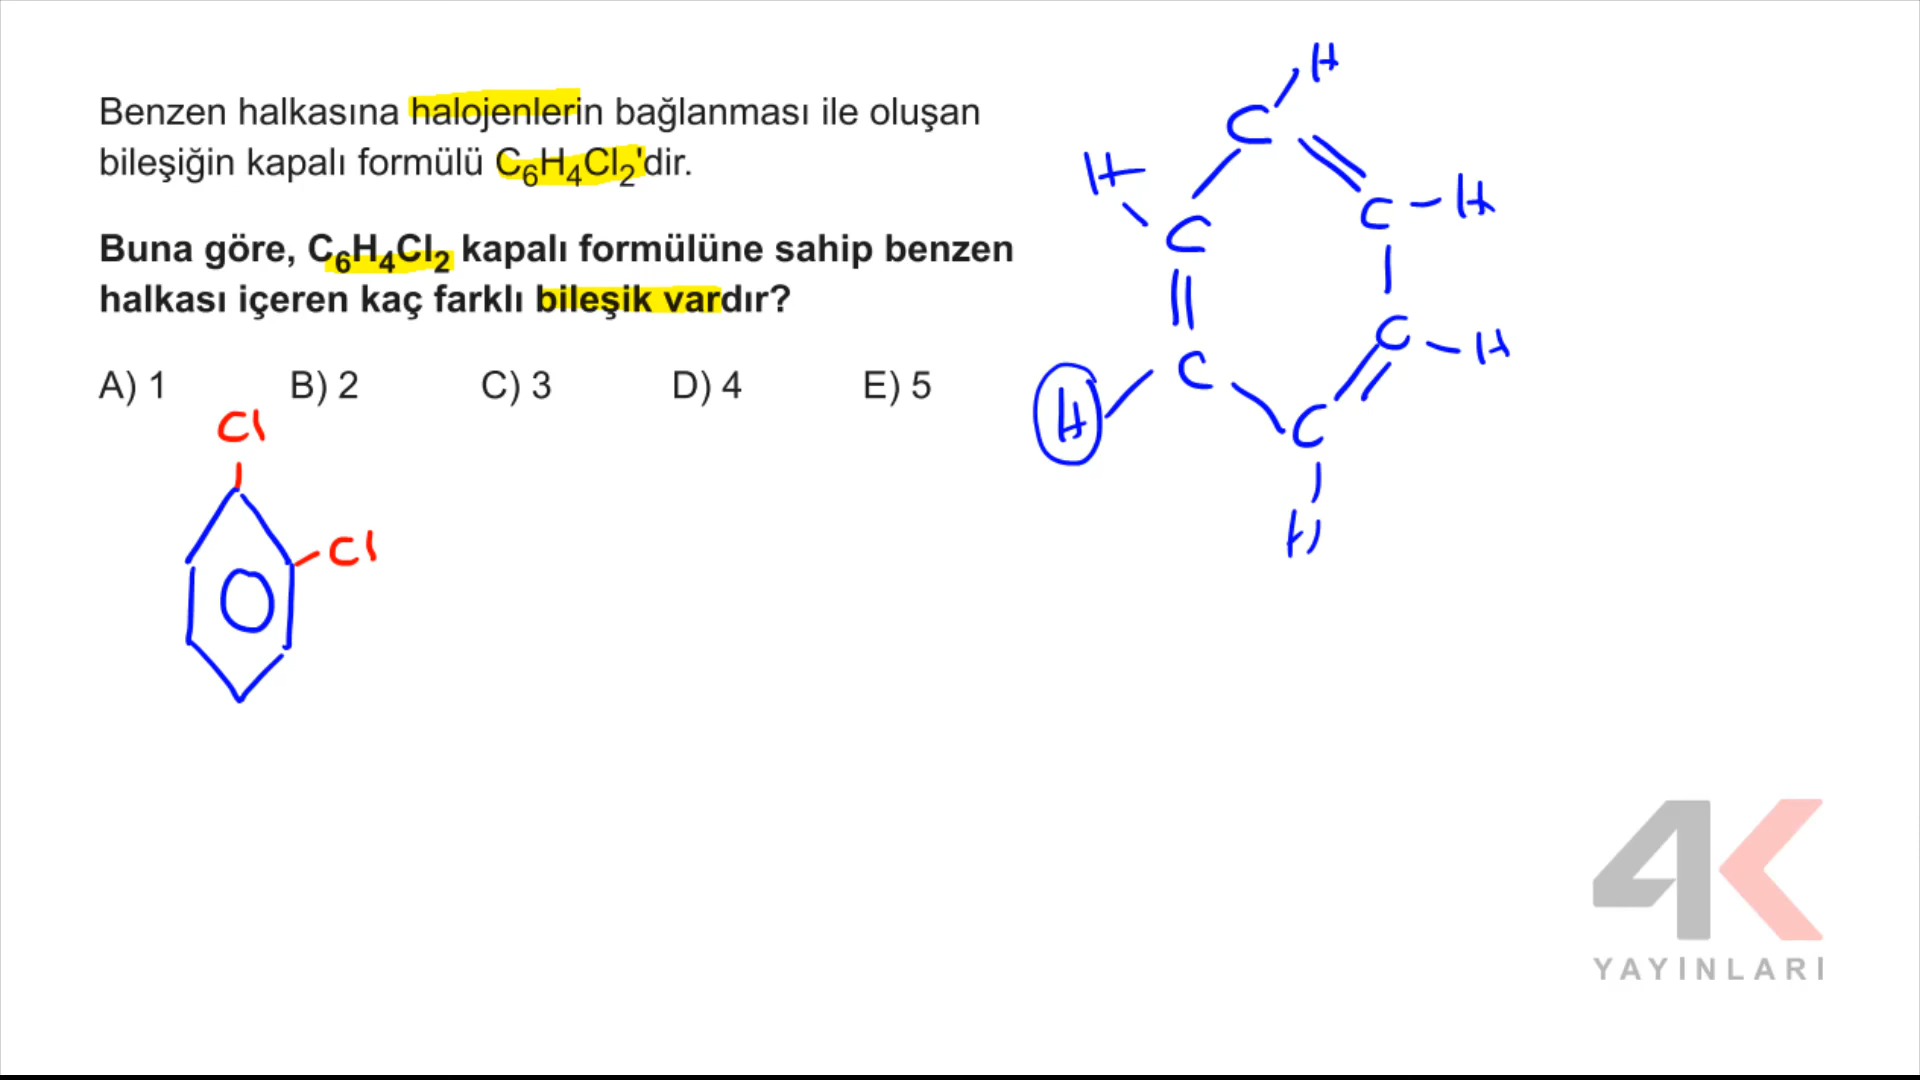 Benzen halkasına halojenlerin bağlanması ile oluşan
bileşiğin kapalı formülü C₆H₄Cl₂'dir.
Buna göre, C₆H₄Cl₂ kapalı formülüne sahip benzen
halkası içeren kaç farklı bileşik vardır?
A) 1 B) 2 C) 3 D) 4 E) 5
Cl
Cl
H
C
H
C H
C
C H
C
H
C
H
4K
YAYINLARI